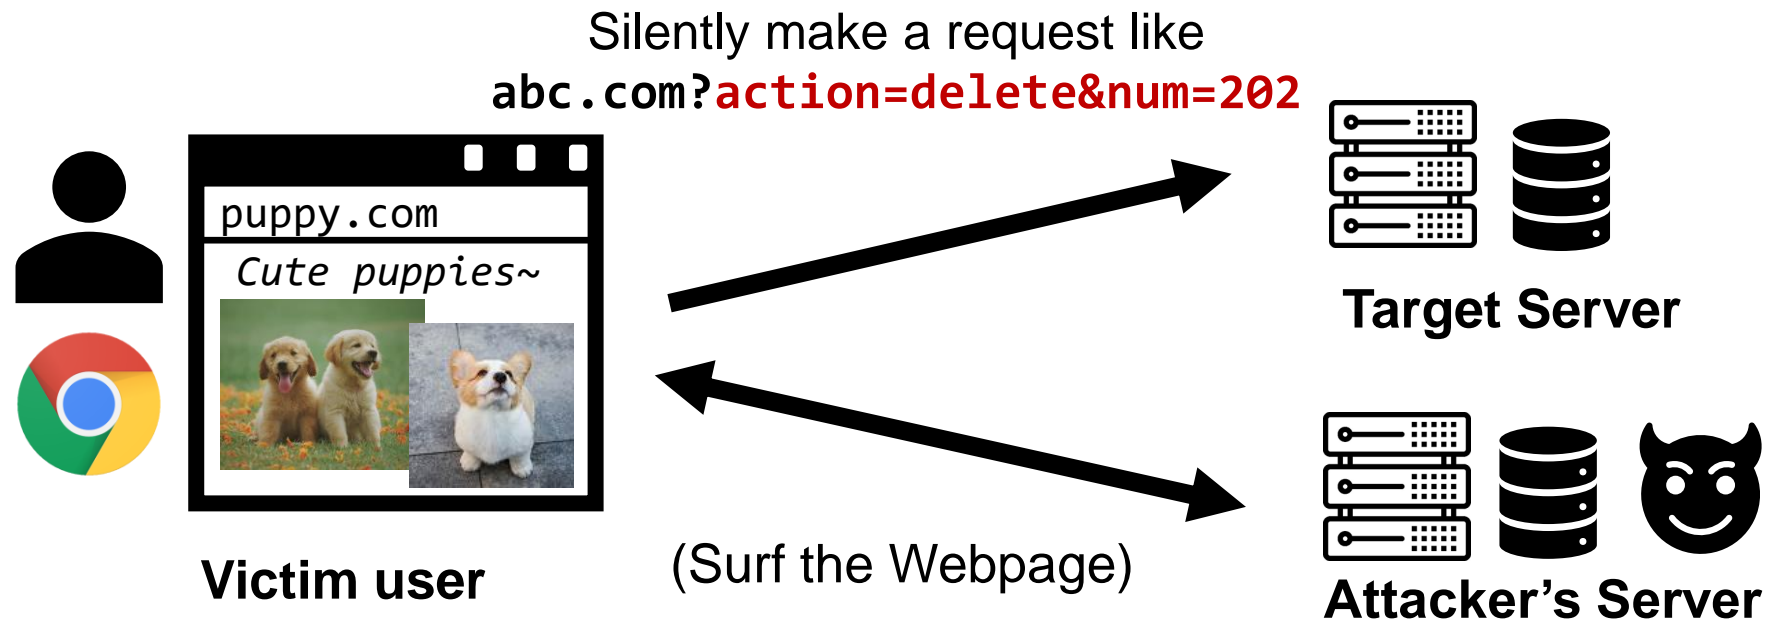 Silently make a request like
abc.com?action=delete&num=202
puppy.com
Cute puppies~
Target Server
Victim user
(Surf the Webpage)
Attacker’s Server